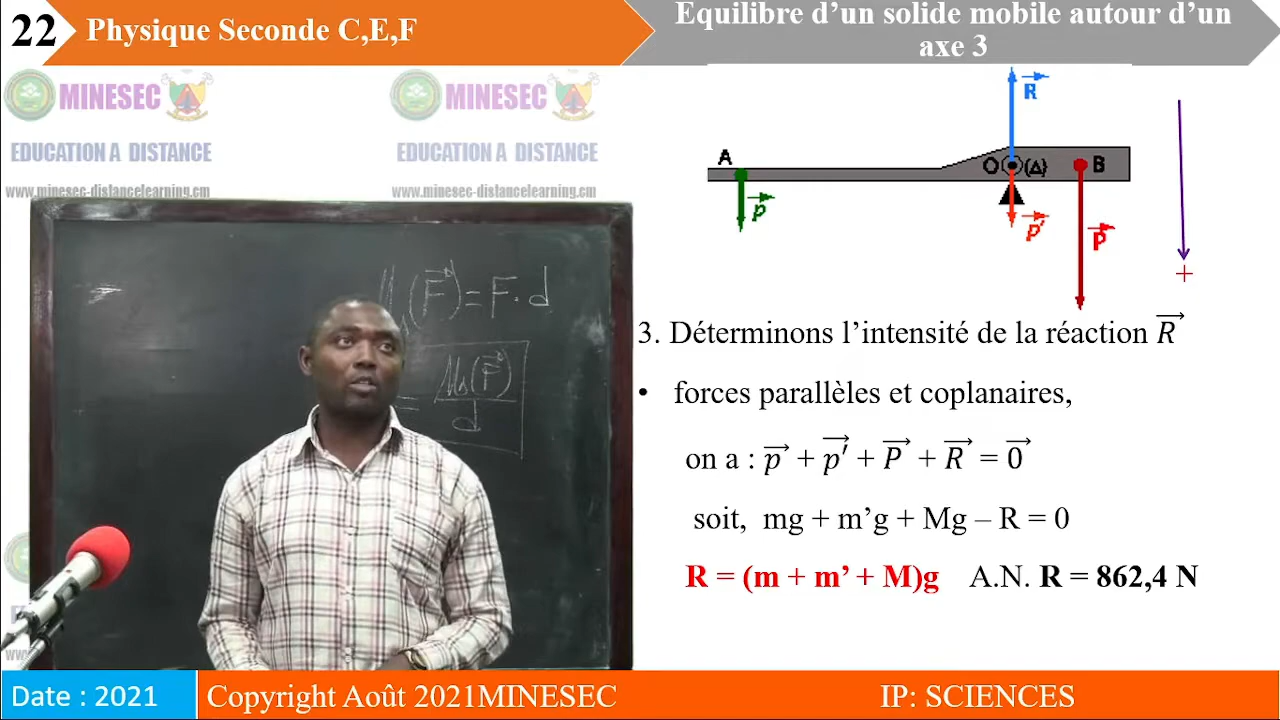 22 Physique Seconde C,E,F
Equilibre d’un solide mobile autour d’un
axe 3
MINESEC
EDUCATION A DISTANCE
www.minesec-distancelearning.cm
MINESEC
EDUCATION A DISTANCE
www.minesec-distancelearning.cm
R
A
O (Δ) B
p
p'
P
+
(F) = F. d
(F)
= d
3. Déterminons l’intensité de la réaction R
• forces parallèles et coplanaires,
on a : p + p' + P + R = 0
soit, mg + m’g + Mg – R = 0
R = (m + m’ + M)g A.N. R = 862,4 N
Date : 2021
Copyright Août 2021MINESEC
IP: SCIENCES